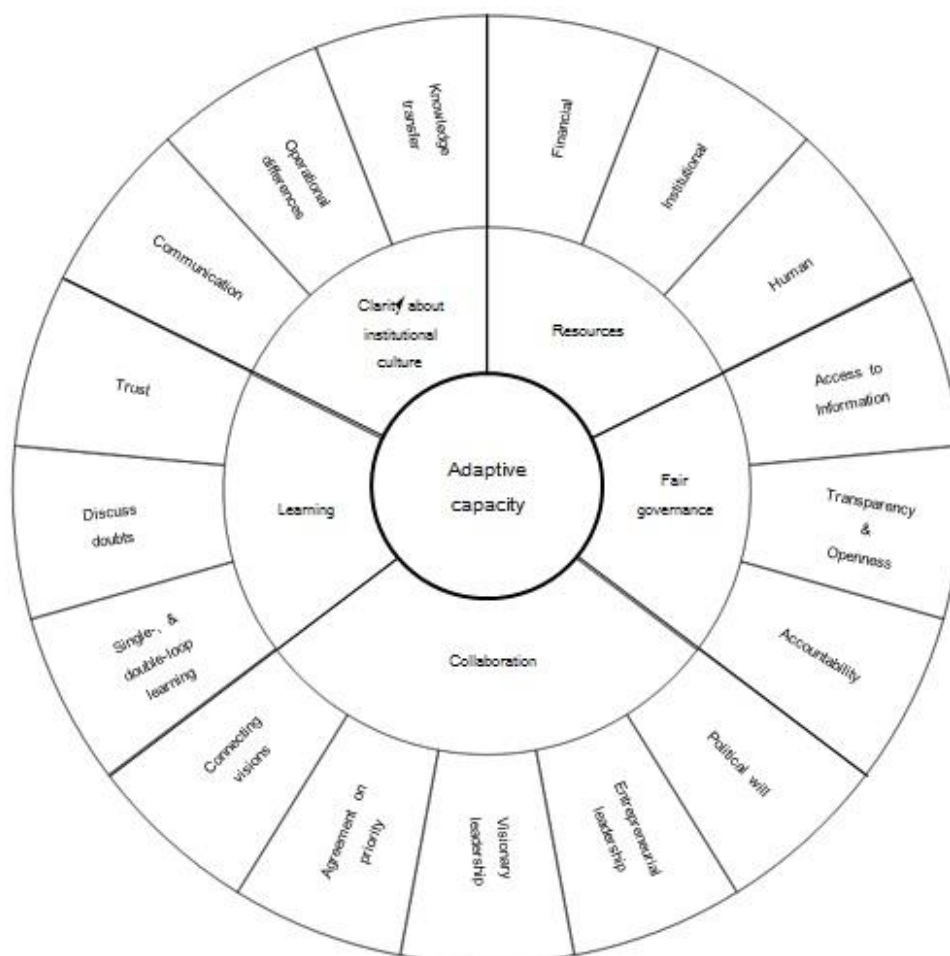 Knowledge
transfer
Financial
Operational
differences
Institutional
Communication
Human
Clarity about
institutional
culture
Resources
Trust
Access to
Information
Adaptive
capacity
Learning
Fair
governance
Discuss
doubts
Transparency
&
Openness
Single-, &
double-loop
learning
Collaboration
Accountability
Connecting
visions
Political will
Agreement on
priority
Visionary
leadership
Entrepreneurial
leadership